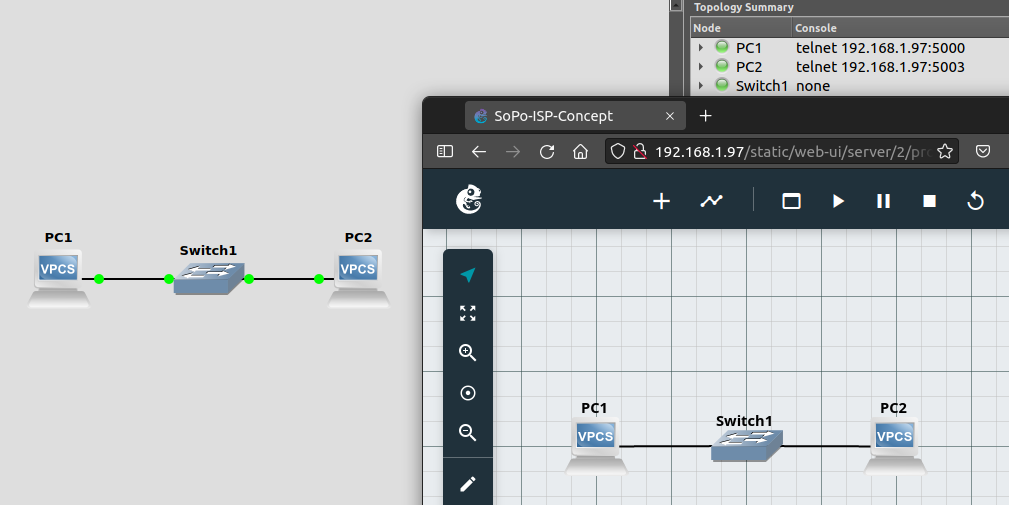 Topology Summary
Node Console
PC1 telnet 192.168.1.97:5000
PC2 telnet 192.168.1.97:5003
Switch1 none
SoPo-ISP-Concept
192.168.1.97/static/web-ui/server/2/pro
PC1
Switch1
PC2
VPCS
VPCS
PC1
Switch1
PC2
VPCS
VPCS